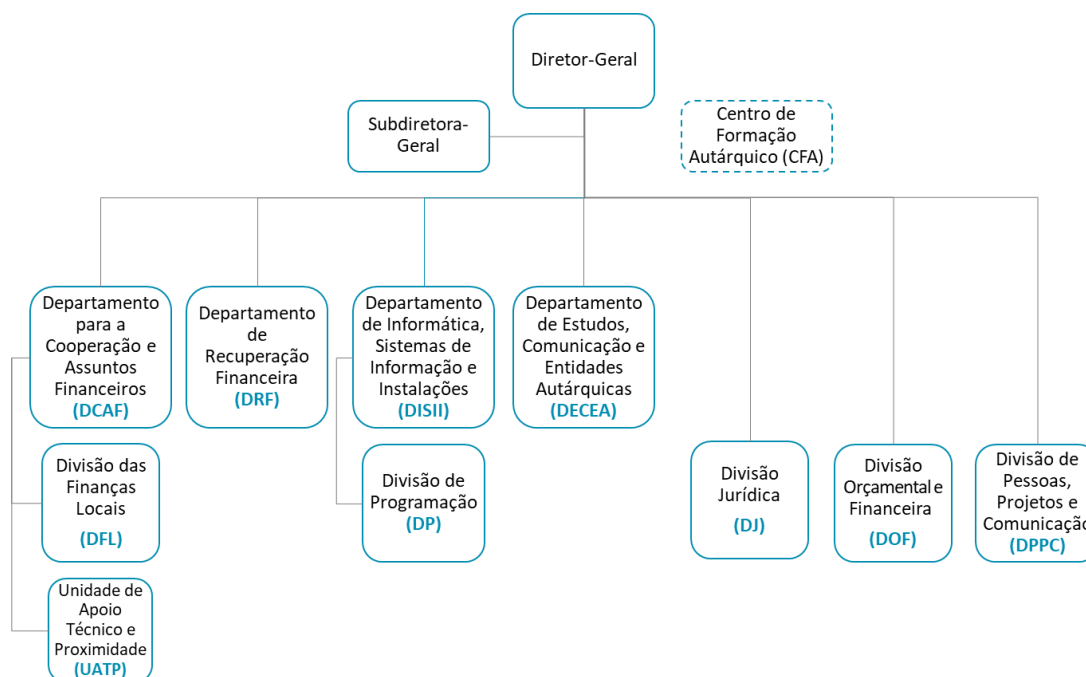 Diretor-Geral
Subdiretora-
Geral
Centro de
Formação
Autárquico (CFA)
Departamento
para a
Cooperação e
Assuntos
Financeiros
(DCAF)
Departamento
de
Recuperação
Financeira
(DRF)
Departamento
de Informática,
Sistemas de
Informação e
Instalações
(DISII)
Departamento
de Estudos,
Comunicação e
Entidades
Autárquicas
(DECEA)
Divisão das
Finanças
Locais
(DFL)
Divisão de
Programação
(DP)
Divisão
Jurídica
(DJ)
Divisão
Orçamental e
Financeira
(DOF)
Divisão de
Pessoas,
Projetos e
Comunicação
(DPPC)
Unidade de
Apoio
Técnico e
Proximidade
(UATP)